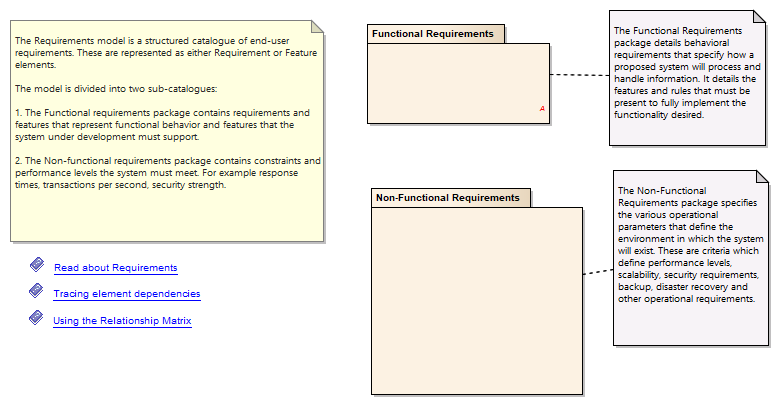 The Requirements model is a structured catalogue of end-user
requirements. These are represented as either Requirement or Feature
elements.
The model is divided into two sub-catalogues:
1. The Functional requirements package contains requirements and
features that represent functional behavior and features that the
system under development must support.
2. The Non-functional requirements package contains constraints and
performance levels the system must meet. For example response
times, transactions per second, security strength.
Read about Requirements
Tracing element dependencies
Using the Relationship Matrix
Functional Requirements
A
The Functional Requirements
package details behavioral
requirements that specify how a
proposed system will process and
handle information. It details the
features and rules that must be
present to fully implement the
functionality desired.
Non-Functional Requirements
The Non-Functional
Requirements package specifies
the various operational
parameters that define the
environment in which the system
will exist. These are criteria which
define performance levels,
scalability, security requirements,
backup, disaster recovery and
other operational requirements.